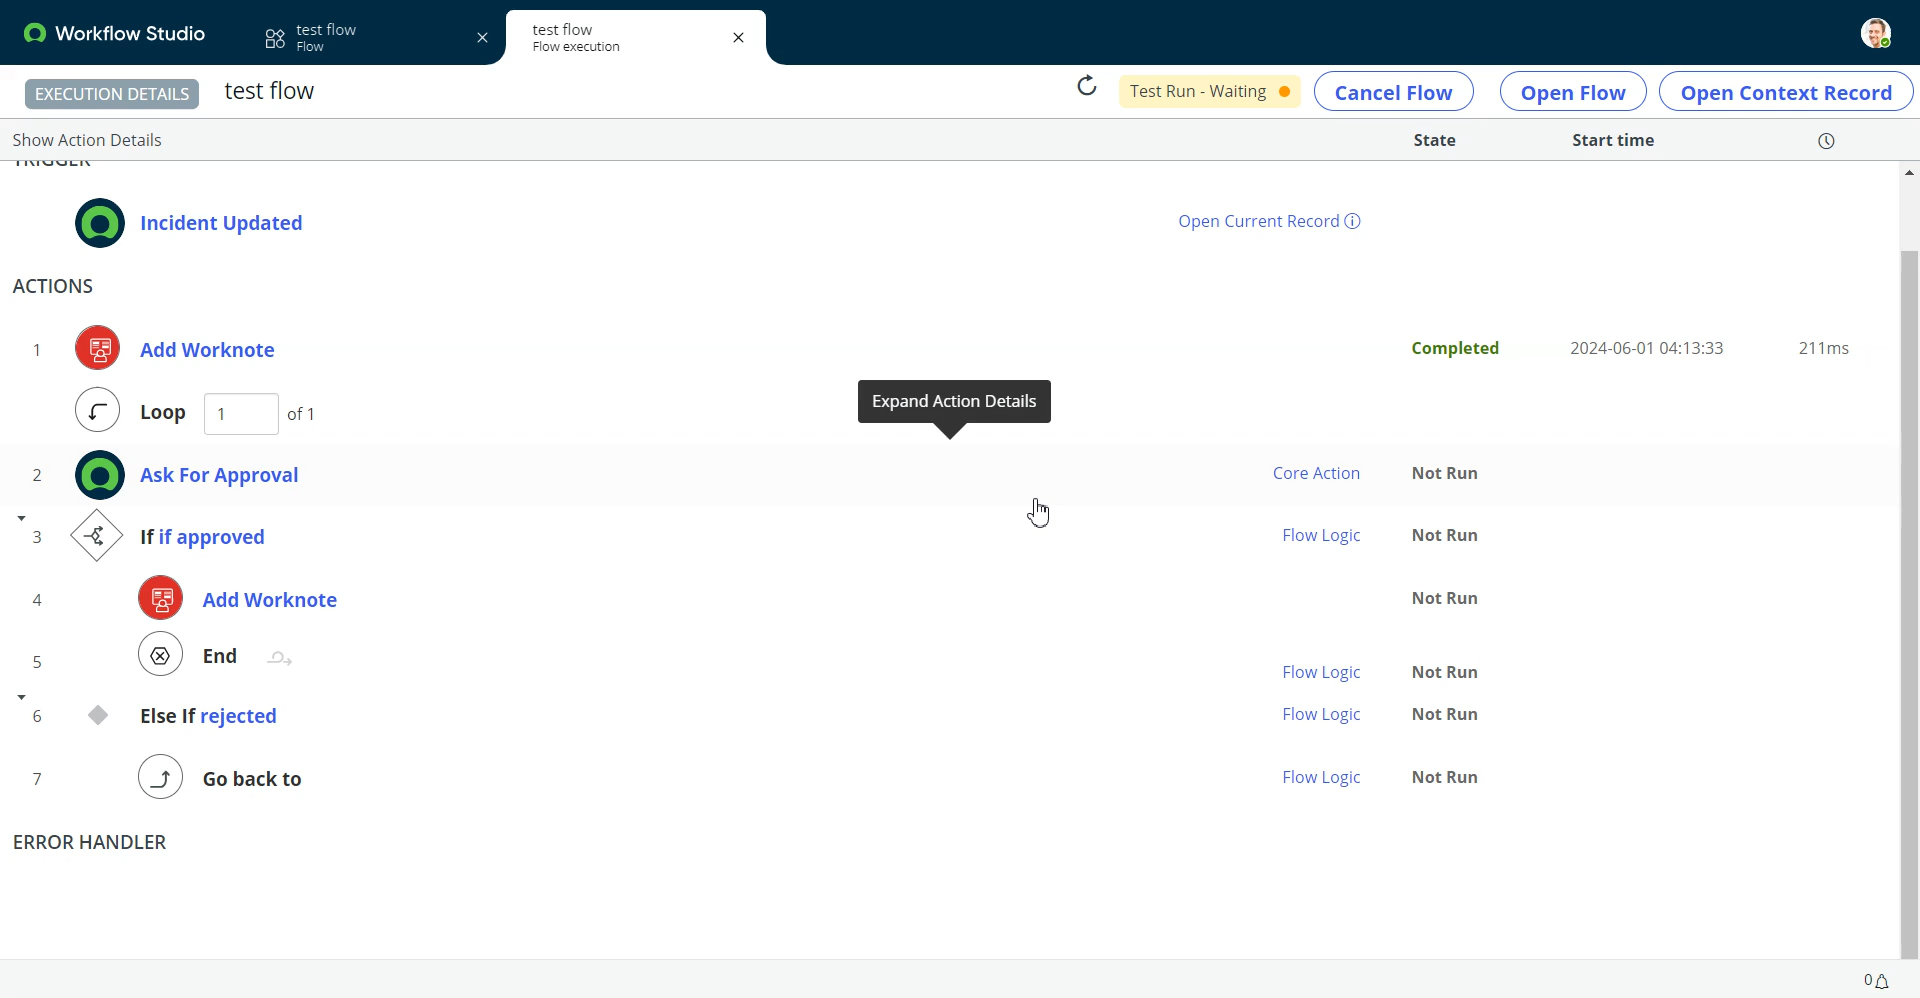 Workflow Studio
test flow
Flow
test flow
Flow execution
EXECUTION DETAILS
test flow
Test Run - Waiting
Cancel Flow
Open Flow
Open Context Record
Show Action Details
State
Start time
TRIGGER
Incident Updated
Open Current Record
ACTIONS
1
Add Worknote
Completed
2024-06-01 04:13:33
211ms
Expand Action Details
Loop 1 of 1
2
Ask For Approval
Core Action
Not Run
3
If if approved
Flow Logic
Not Run
4
Add Worknote
Not Run
5
End
Flow Logic
Not Run
6
Else If rejected
Flow Logic
Not Run
7
Go back to
Flow Logic
Not Run
ERROR HANDLER
0